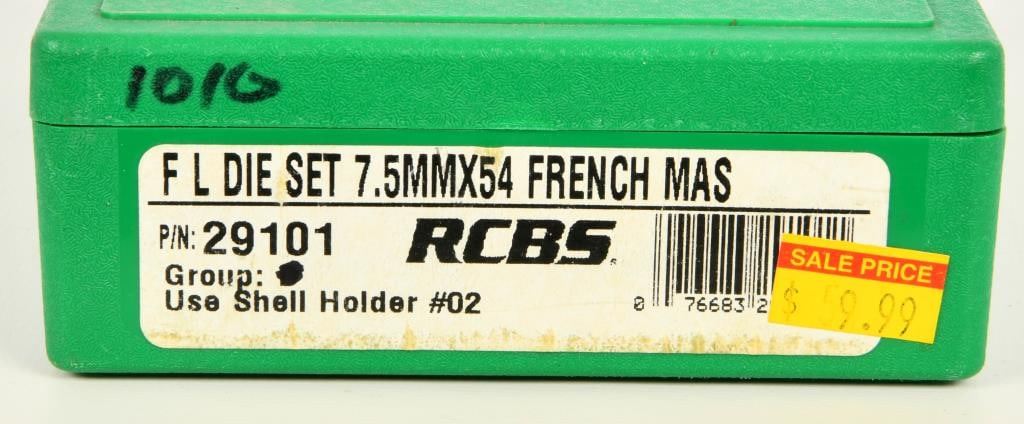 1010
F L DIE SET 7.5MMX54 FRENCH MAS
P/N: 29101
RCBS
Group:
Use Shell Holder #02
0 76683 2
SALE PRICE
$ 59.99